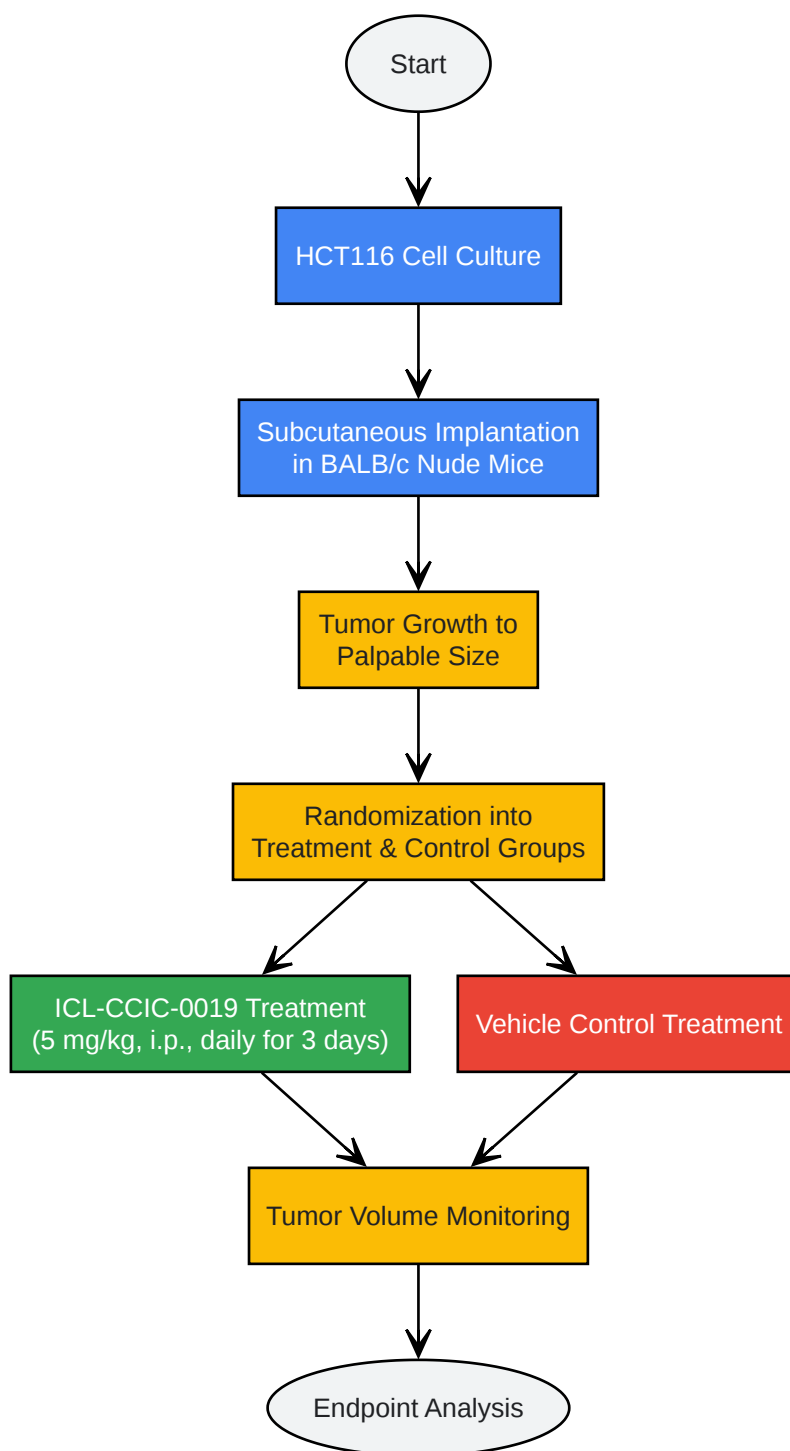 Start
HCT116 Cell Culture
Subcutaneous Implantation
in BALB/c Nude Mice
Tumor Growth to
Palpable Size
Randomization into
Treatment & Control Groups
ICL-CCIC-0019 Treatment
(5 mg/kg, i.p., daily for 3 days)
Vehicle Control Treatment
Tumor Volume Monitoring
Endpoint Analysis